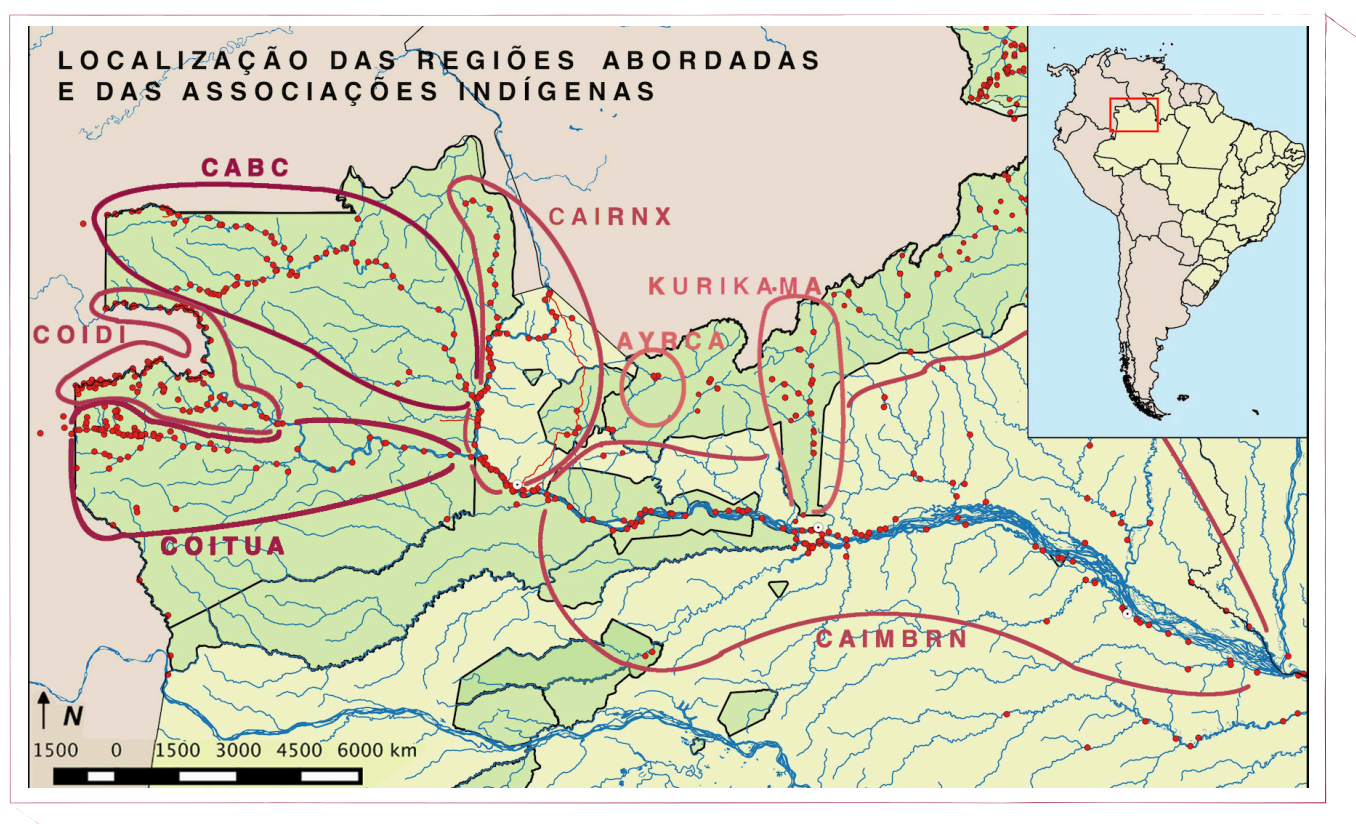 LOCALIZAÇÃO DAS REGIÕES ABORDADAS
E DAS ASSOCIAÇÕES INDÍGENAS
CABC
CAIRNX
KURIKAMA
COIDI
AYRCA
COITUA
CAIMBRN
N
1500 0 1500 3000 4500 6000 km